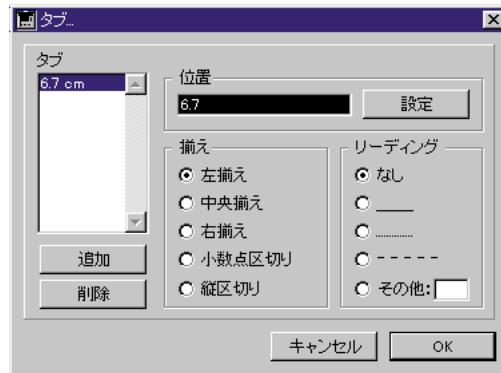 タブ...
タブ
6.7 cm
追加
削除
位置
6.7
設定
揃え
左揃え
中央揃え
右揃え
小数点区切り
縦区切り
リーディング
なし
____
.............
- - - - -
その他:
キャンセル
OK